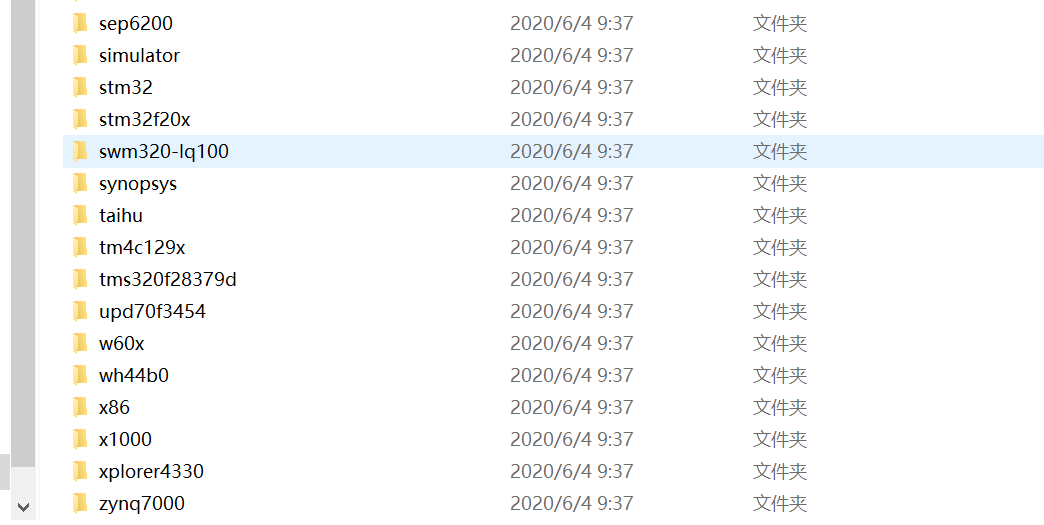 sep6200 2020/6/4 9:37 文件夹
simulator 2020/6/4 9:37 文件夹
stm32 2020/6/4 9:37 文件夹
stm32f20x 2020/6/4 9:37 文件夹
swm320-lq100 2020/6/4 9:37 文件夹
synopsys 2020/6/4 9:37 文件夹
taihu 2020/6/4 9:37 文件夹
tm4c129x 2020/6/4 9:37 文件夹
tms320f28379d 2020/6/4 9:37 文件夹
upd70f3454 2020/6/4 9:37 文件夹
w60x 2020/6/4 9:37 文件夹
wh44b0 2020/6/4 9:37 文件夹
x86 2020/6/4 9:37 文件夹
x1000 2020/6/4 9:37 文件夹
xplorer4330 2020/6/4 9:37 文件夹
zynq7000 2020/6/4 9:37 文件夹